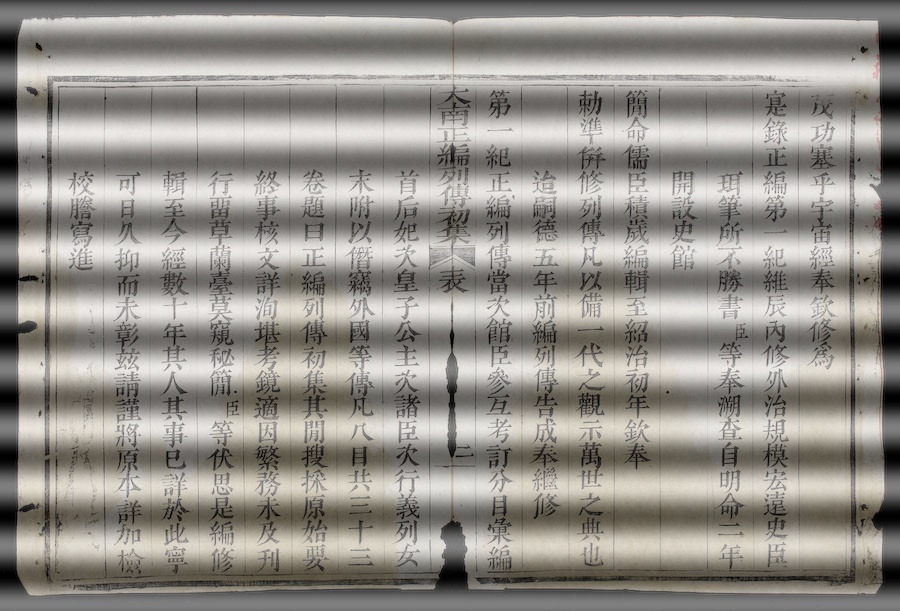 茂功塞乎宇宙經奉欽修爲
寔錄正編第一紀維辰內修外治規模宏遠史臣
珥筆所不勝書臣等奉溯查自明命二年
開設史館
簡命儒臣積歲編輯至紹治初年欽奉
勅準倂修列傳凡以備一代之觀示萬世之典也
迨嗣德五年前編列傳告成奉繼修
第一紀正編列傳當次館臣參互考訂分目彙編
大南正編列傳初集 表 二
首后妃次皇子公主次諸臣次行義列女
末附以僭竊外國等傳凡八目共三十三
卷題曰正編列傳初集其閒搜採原始要
終事核文詳洵堪考鏡適因繁務未及刊
行畱草蘭臺莫窺秘簡臣等伏思是編修
輯至今經數十年其人其事已詳於此寧
可日久抑而未彰玆請謹將原本詳加檢
校謄寫進